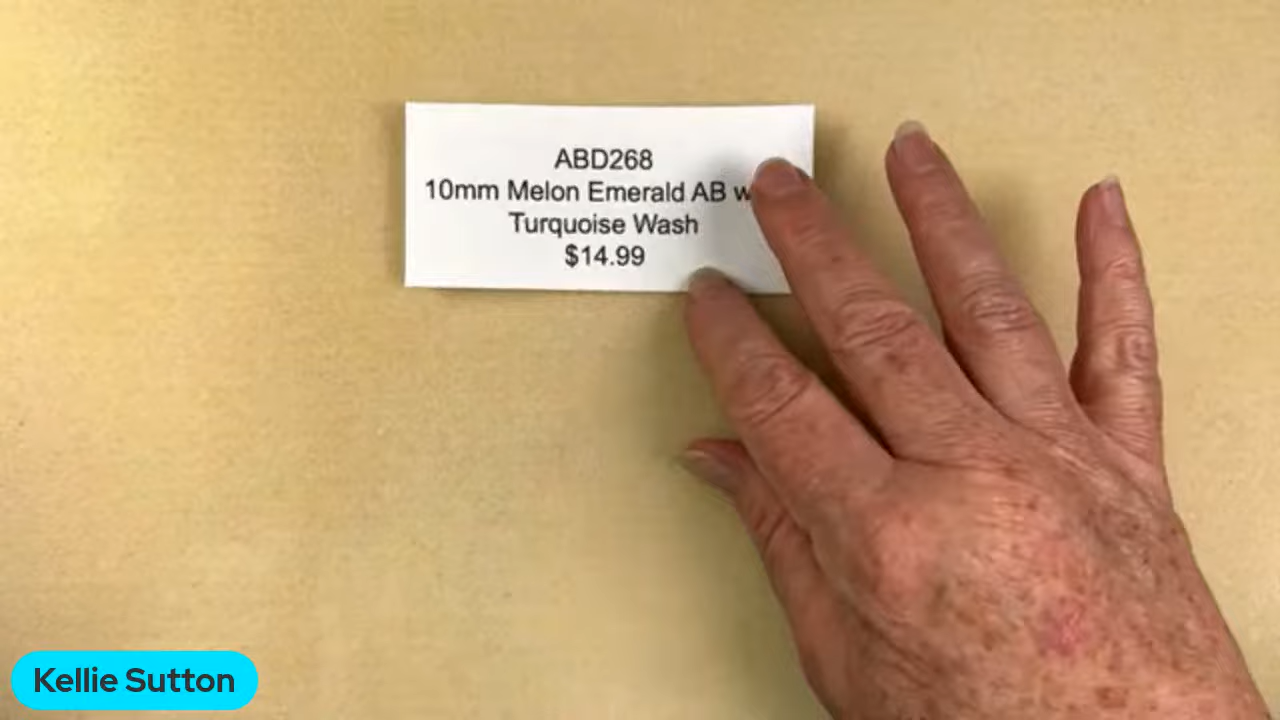 ABD268
10mm Melon Emerald AB
Turquoise Wash
$14.99
Kellie Sutton